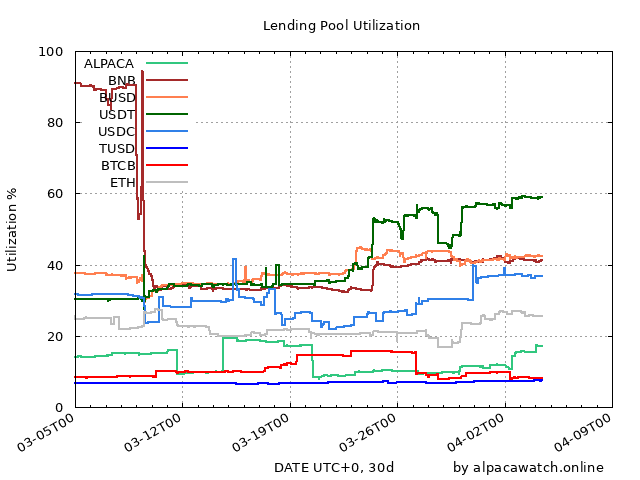 Lending Pool Utilization
100
80
60
40
20
0
Utilization %
ALPACA
BNB
BUSD
USDT
USDC
TUSD
BTCB
ETH
03-05T00
03-12T00
03-19T00
03-26T00
04-02T00
04-09T00
DATE UTC+0, 30d
by alpacawatch.online